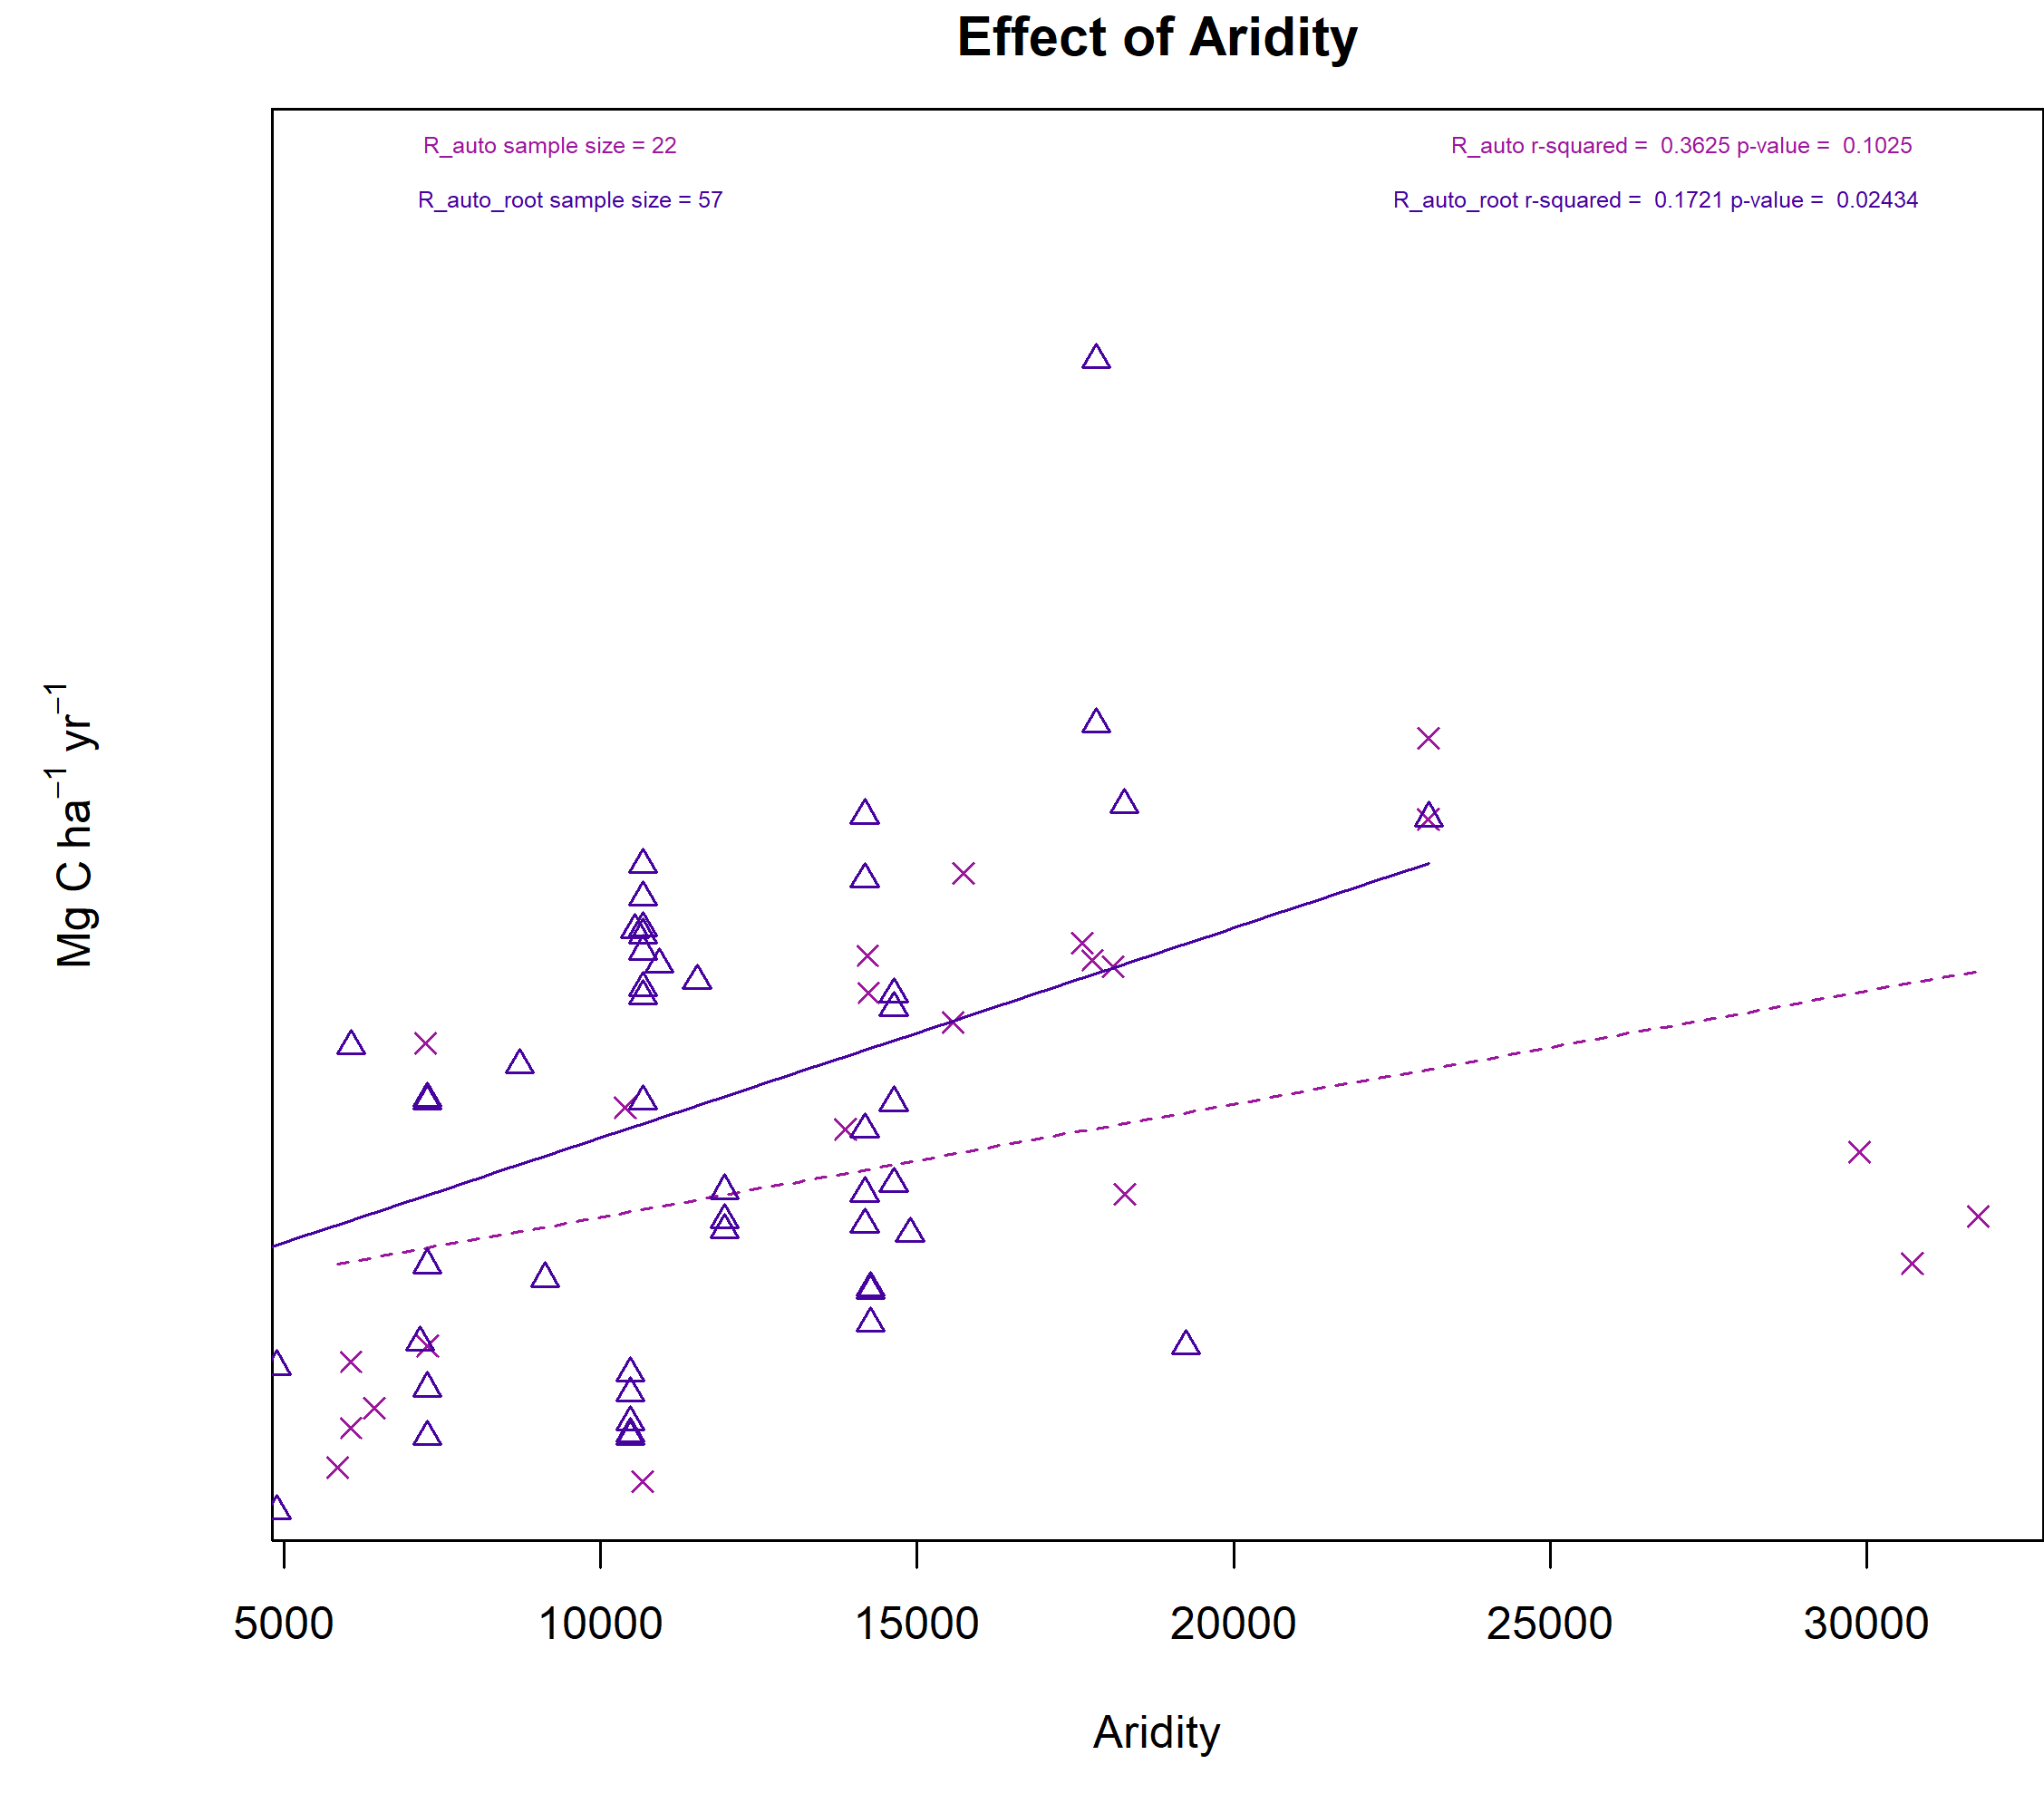 Effect of Aridity
R_auto sample size = 22
R_auto r-squared =  0.3625 p-value =  0.1025
R_auto_root sample size = 57
R_auto_root r-squared =  0.1721 p-value =  0.02434
Mg C ha⁻¹ yr⁻¹
5000 10000 15000 20000 25000 30000
Aridity